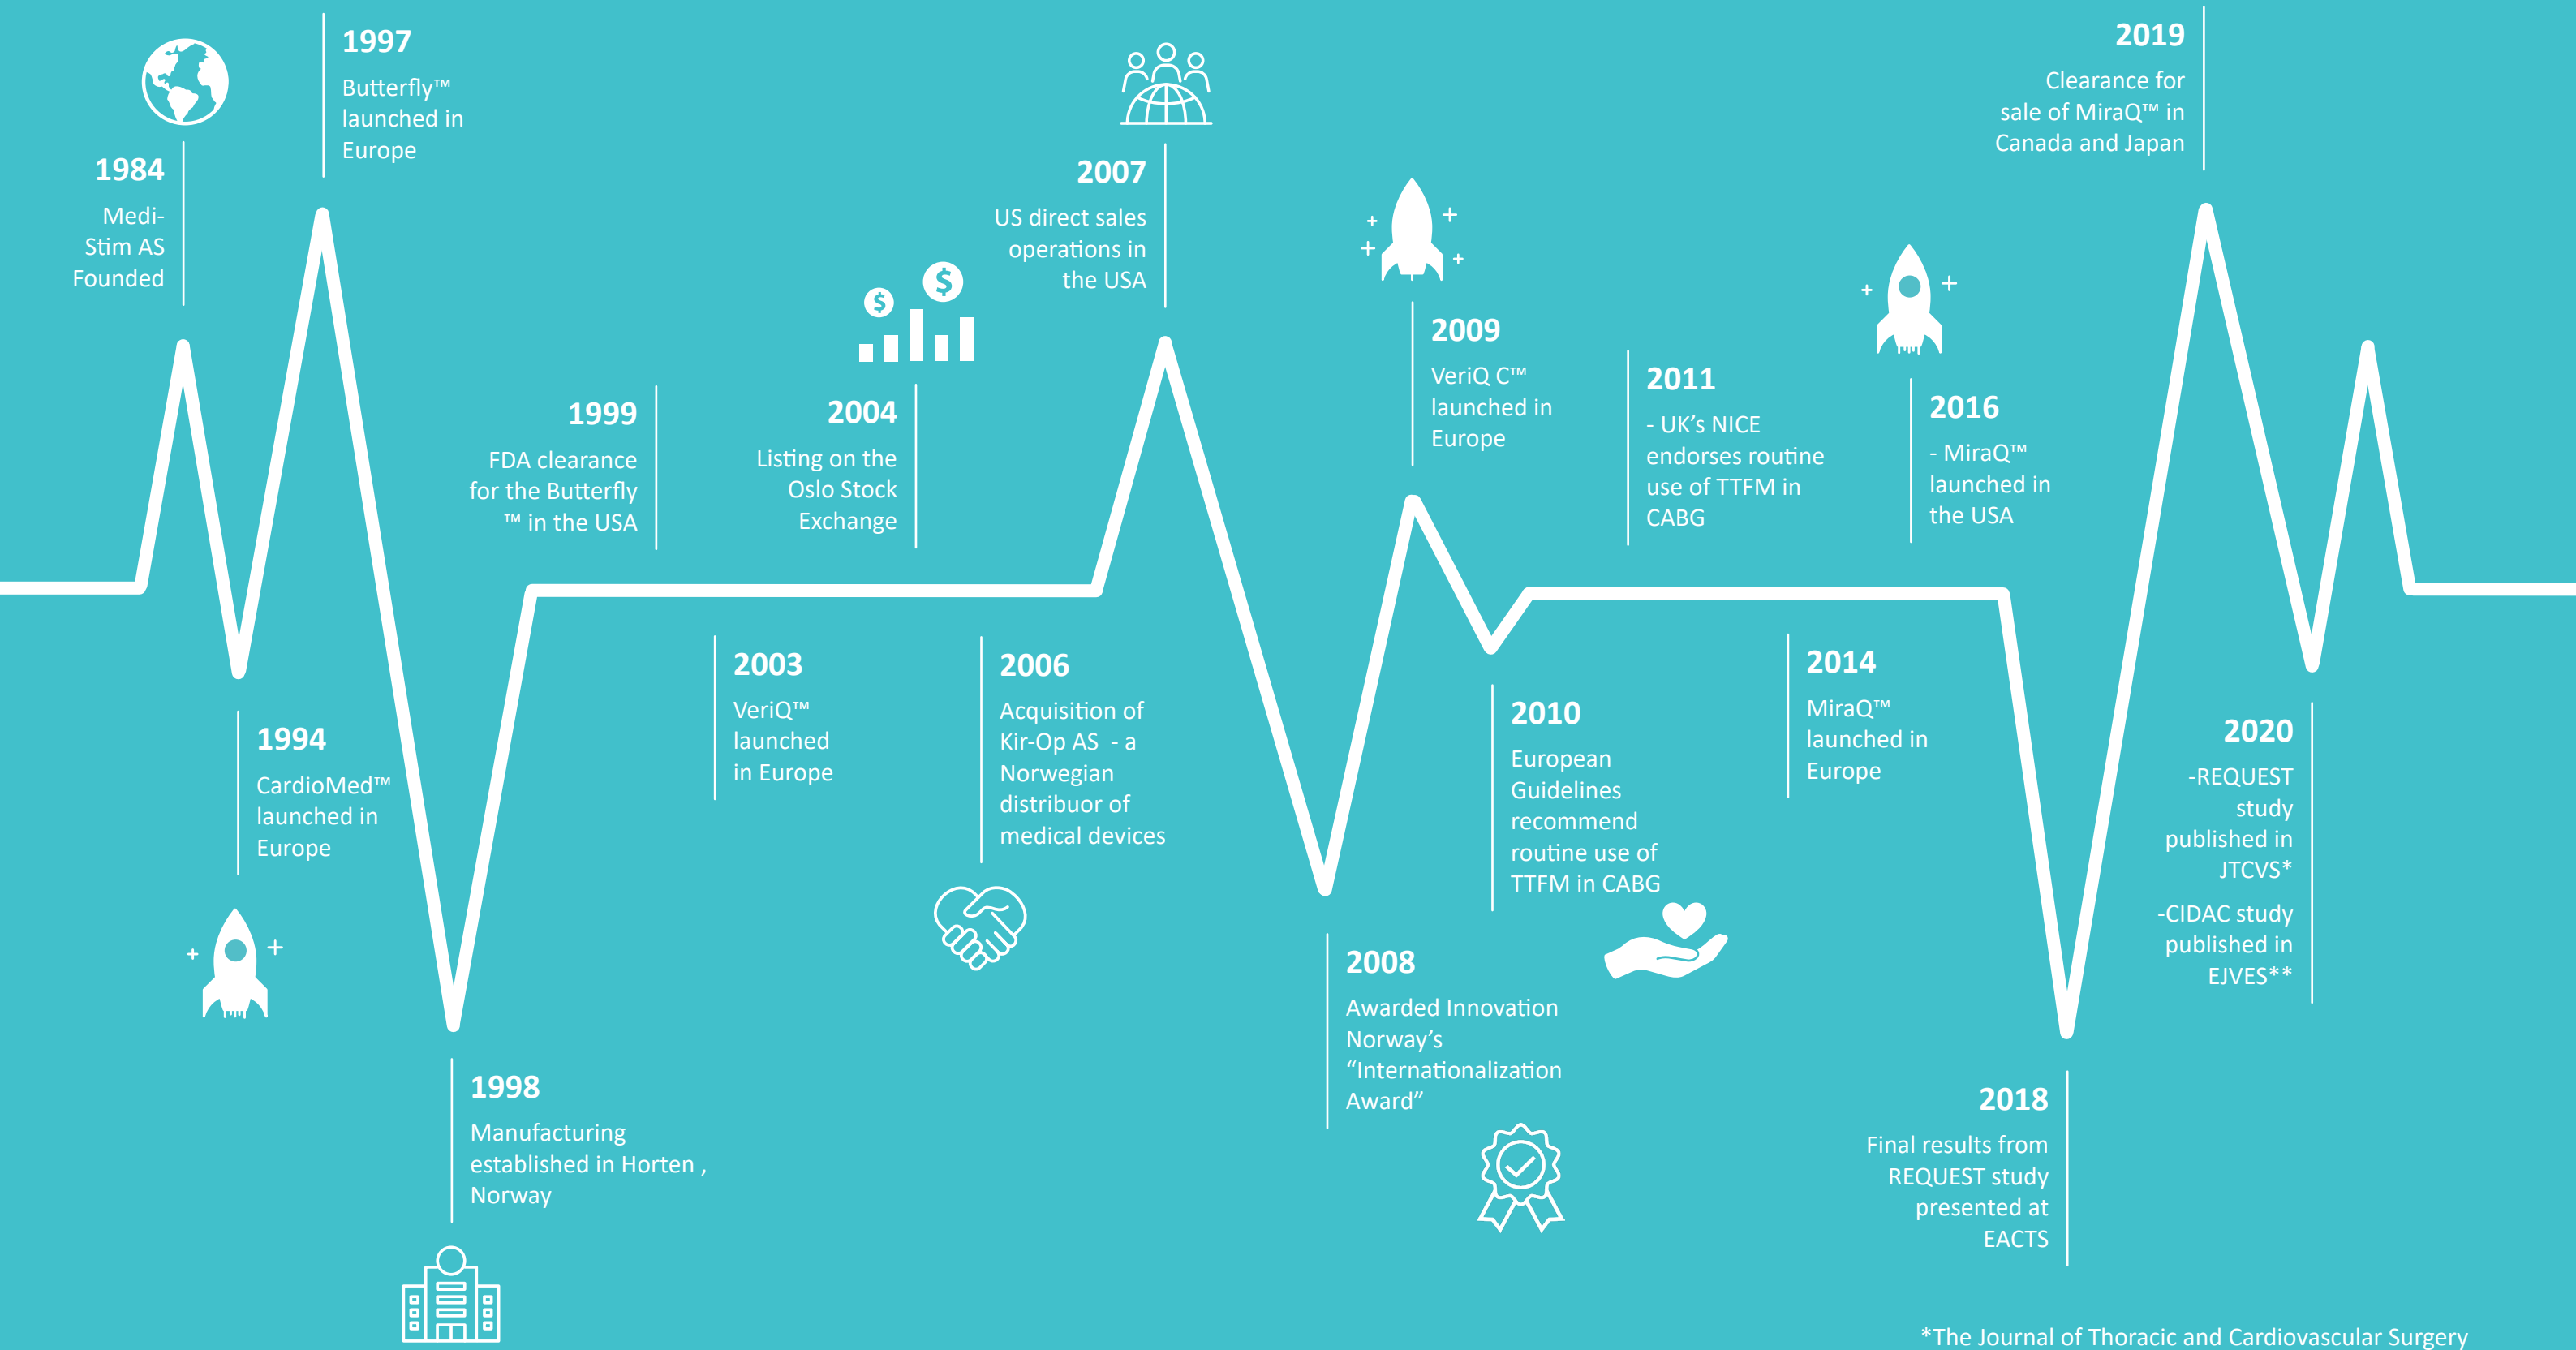 1984
Medi-
Stim AS
Founded
1994
CardioMed™
launched in
Europe
1997
Butterfly™
launched in
Europe
1998
Manufacturing
established in Horten ,
Norway
1999
FDA clearance
for the Butterfly
™ in the USA
2003
VeriQ™
launched
in Europe
2004
Listing on the
Oslo Stock
Exchange
$
$
2006
Acquisition of
Kir-Op AS - a
Norwegian
distribuor of
medical devices
2007
US direct sales
operations in
the USA
2008
Awarded Innovation
Norway’s
“Internationalization
Award”
2009
VeriQ C™
launched in
Europe
2010
European
Guidelines
recommend
routine use of
TTFM in CABG
2011
- UK’s NICE
endorses routine
use of TTFM in
CABG
2014
MiraQ™
launched in
Europe
2016
- MiraQ™
launched in
the USA
2018
Final results from
REQUEST study
presented at
EACTS
2019
Clearance for
sale of MiraQ™ in
Canada and Japan
2020
-REQUEST
study
published in
JTCVS*
-CIDAC study
published in
EJVES**
*The Journal of Thoracic and Cardiovascular Surgery